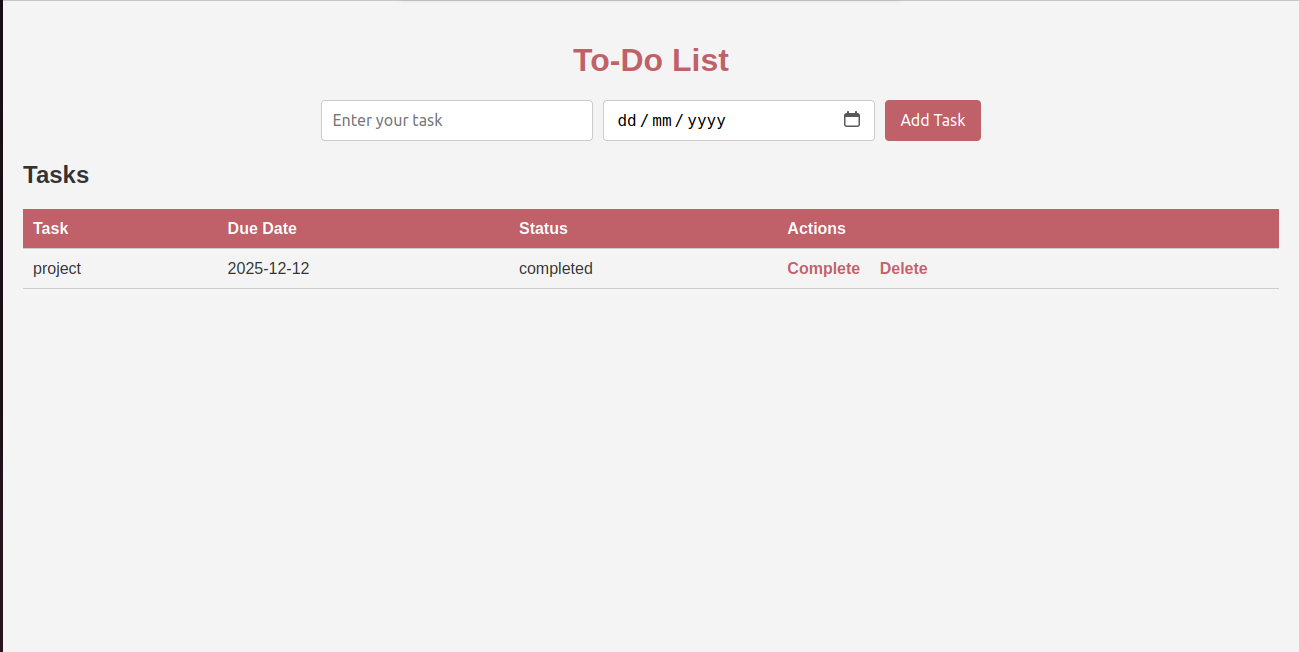 To-Do List
Enter your task dd/mm/yyyy Add Task
Tasks
Task Due Date Status Actions
project 2025-12-12 completed Complete Delete